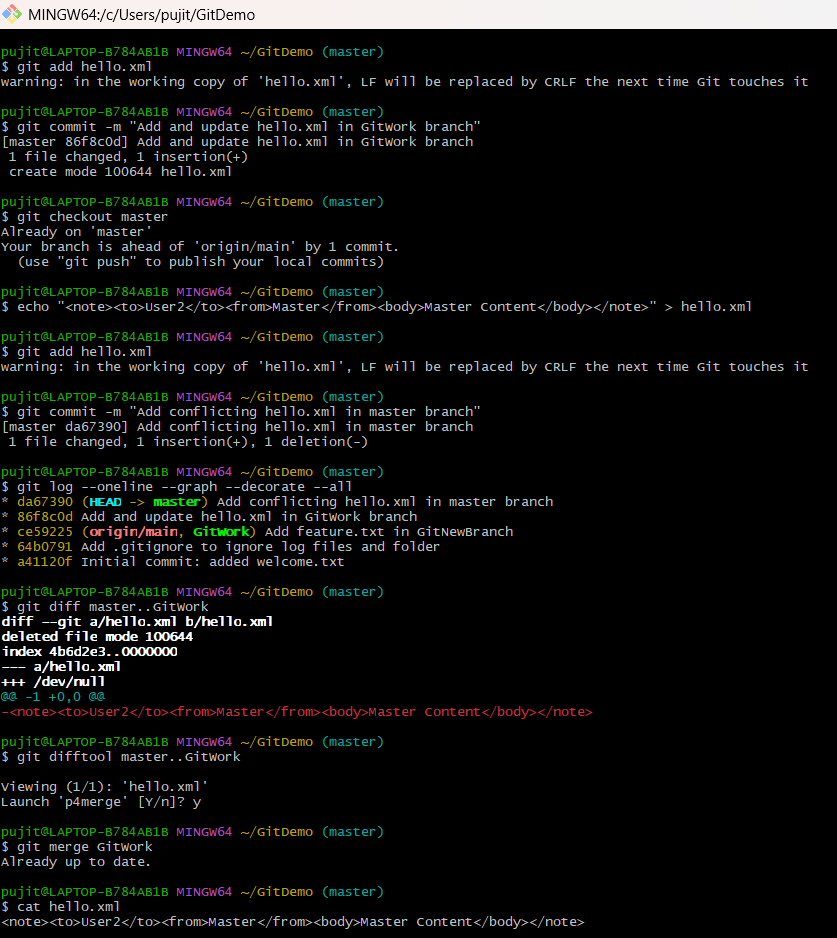 MINGW64:/c/Users/pujit/GitDemo
pujit@LAPTOP-B784AB1B MINGW64 ~/GitDemo (master)
$ git add hello.xml
warning: in the working copy of 'hello.xml', LF will be replaced by CRLF the next time Git touches it
pujit@LAPTOP-B784AB1B MINGW64 ~/GitDemo (master)
$ git commit -m "Add and update hello.xml in GitWork branch"
[master 86f8c0d] Add and update hello.xml in GitWork branch
 1 file changed, 1 insertion(+)
 create mode 100644 hello.xml
pujit@LAPTOP-B784AB1B MINGW64 ~/GitDemo (master)
$ git checkout master
Already on 'master'
Your branch is ahead of 'origin/main' by 1 commit.
  (use "git push" to publish your local commits)
pujit@LAPTOP-B784AB1B MINGW64 ~/GitDemo (master)
$ echo "<note><to>User2</to><from>Master</from><body>Master Content</body></note>" > hello.xml
pujit@LAPTOP-B784AB1B MINGW64 ~/GitDemo (master)
$ git add hello.xml
warning: in the working copy of 'hello.xml', LF will be replaced by CRLF the next time Git touches it
pujit@LAPTOP-B784AB1B MINGW64 ~/GitDemo (master)
$ git commit -m "Add conflicting hello.xml in master branch"
[master da67390] Add conflicting hello.xml in master branch
 1 file changed, 1 insertion(+), 1 deletion(-)
pujit@LAPTOP-B784AB1B MINGW64 ~/GitDemo (master)
$ git log --oneline --graph --decorate --all
* da67390 (HEAD -> master) Add conflicting hello.xml in master branch
* 86f8c0d Add and update hello.xml in GitWork branch
* ce59225 (origin/main, GitWork) Add feature.txt in GitNewBranch
* 64b0791 Add .gitignore to ignore log files and folder
* a41120f Initial commit: added welcome.txt
pujit@LAPTOP-B784AB1B MINGW64 ~/GitDemo (master)
$ git diff master..GitWork
diff --git a/hello.xml b/hello.xml
deleted file mode 100644
index 4b6d2e3..0000000
--- a/hello.xml
+++ /dev/null
@@ -1 +0,0 @@
-<note><to>User2</to><from>Master</from><body>Master Content</body></note>
pujit@LAPTOP-B784AB1B MINGW64 ~/GitDemo (master)
$ git difftool master..GitWork
Viewing (1/1): 'hello.xml'
Launch 'p4merge' [Y/n]? y
pujit@LAPTOP-B784AB1B MINGW64 ~/GitDemo (master)
$ git merge GitWork
Already up to date.
pujit@LAPTOP-B784AB1B MINGW64 ~/GitDemo (master)
$ cat hello.xml
<note><to>User2</to><from>Master</from><body>Master Content</body></note>